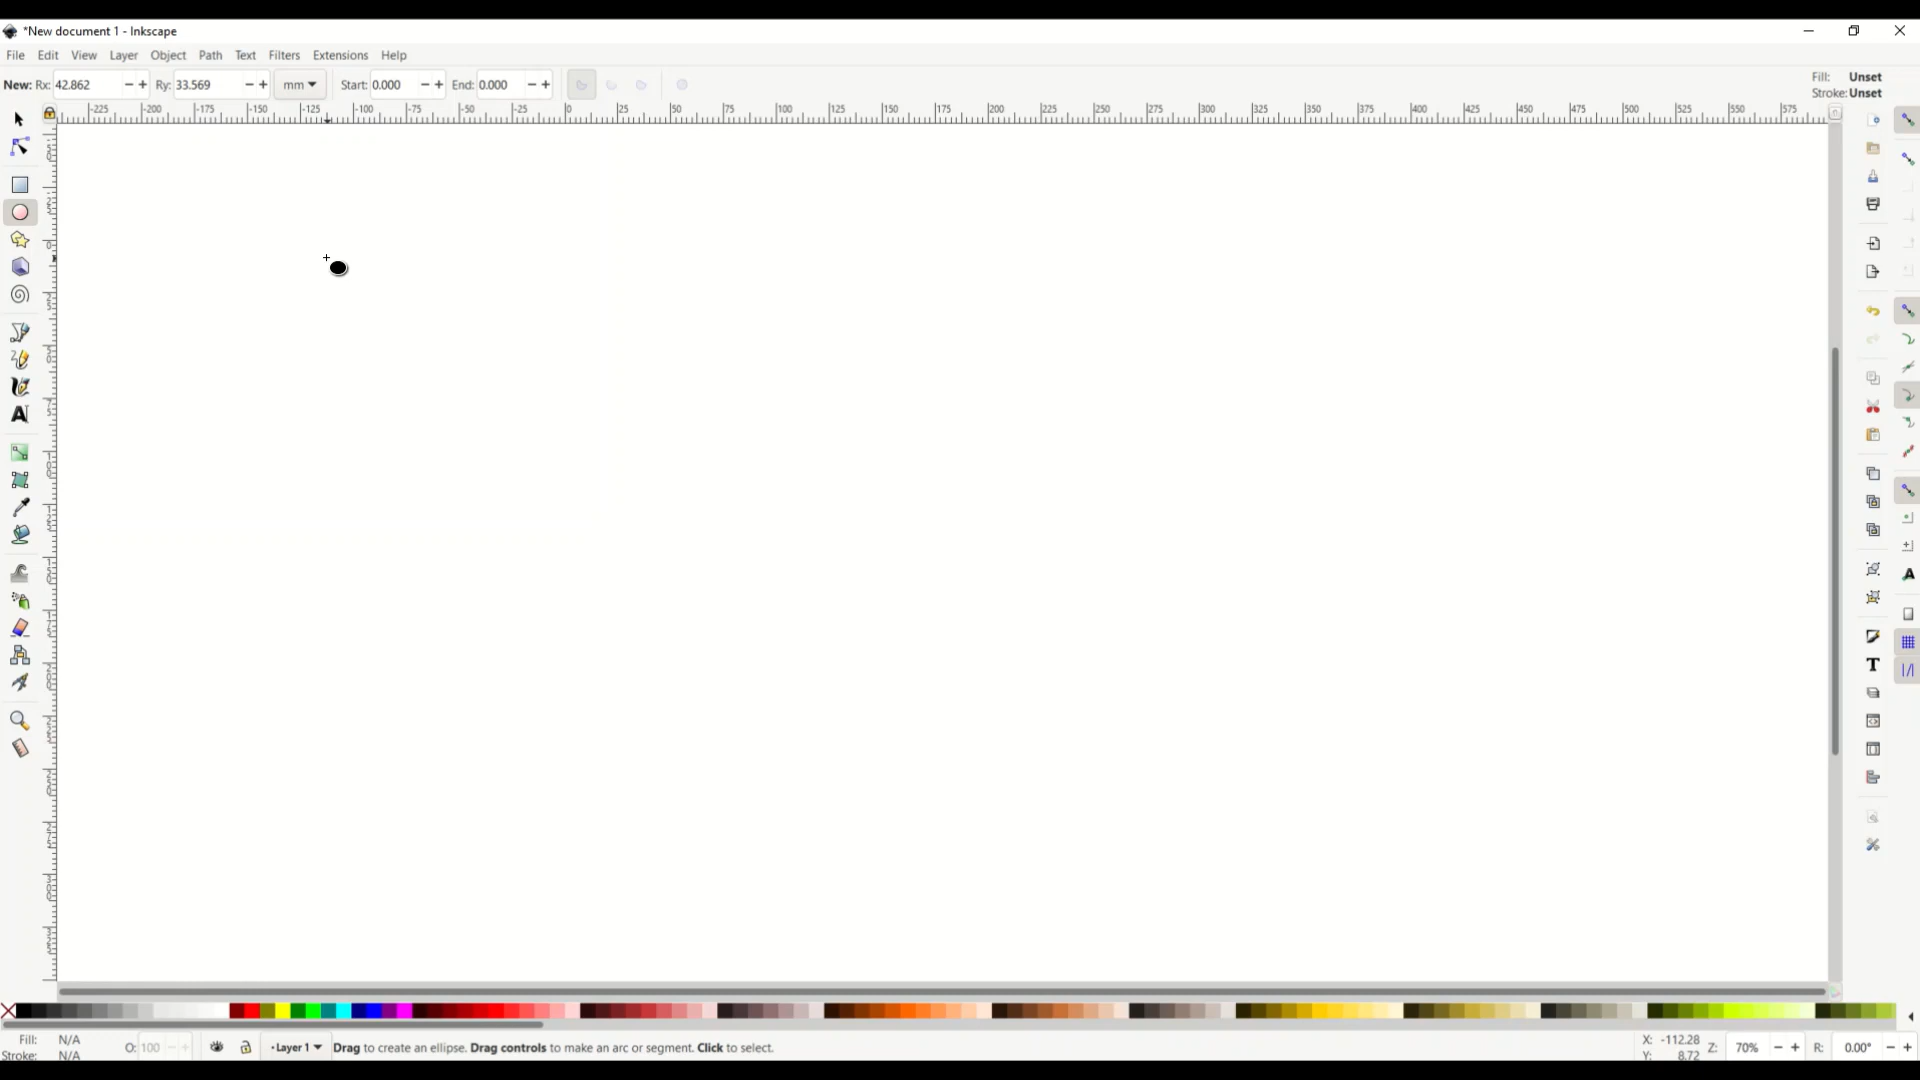 *New document 1 - Inkscape
File Edit View Layer Object Path Text Filters Extensions Help
New: Rx: 42.862 Ry: 33.569 mm Start: 0.000 End: 0.000
Fill: Unset
Stroke: Unset
-225 -200 -175 -150 -125 -100 -75 -50 -25 0 25 50 75 100 125 150 175 200 225 250 275 300 325 350 375 400 425 450 475 500 525 550 575
Fill: N/A
Stroke: N/A
O: 100
Layer 1
Drag to create an ellipse. Drag controls to make an arc or segment. Click to select.
X: -112.28
Y: 8.72
Z: 70%
R: 0.00°